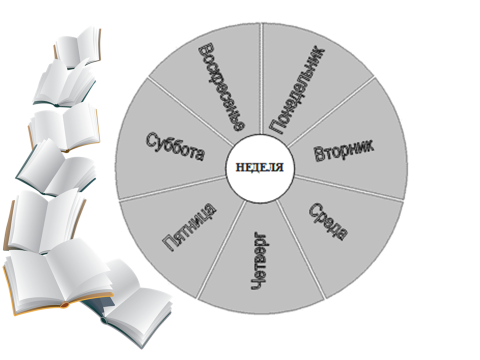 Понедельник
Вторник
Среда
Четверг
Пятница
Суббота
Воскресенье
НЕДЕЛЯ